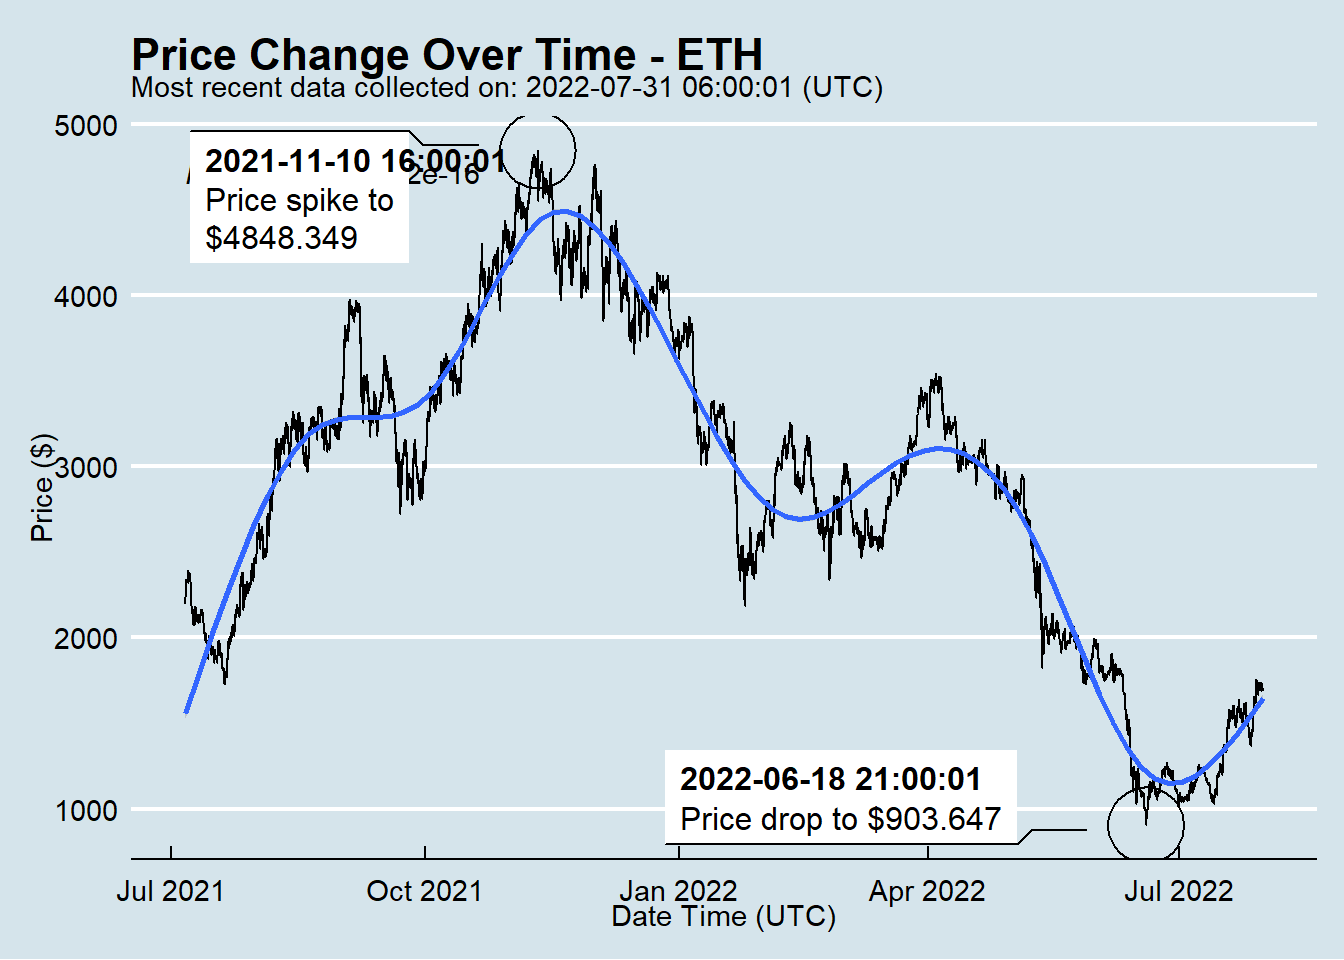 Price Change Over Time - ETH
Most recent data collected on: 2022-07-31 06:00:01 (UTC)
5000
2021-11-10 16:00:01
2e-16
Price spike to
$4848.349
4000
Price ($)
3000
2000
1000
2022-06-18 21:00:01
Price drop to $903.647
Jul 2021
Oct 2021
Jan 2022
Apr 2022
Jul 2022
Date Time (UTC)